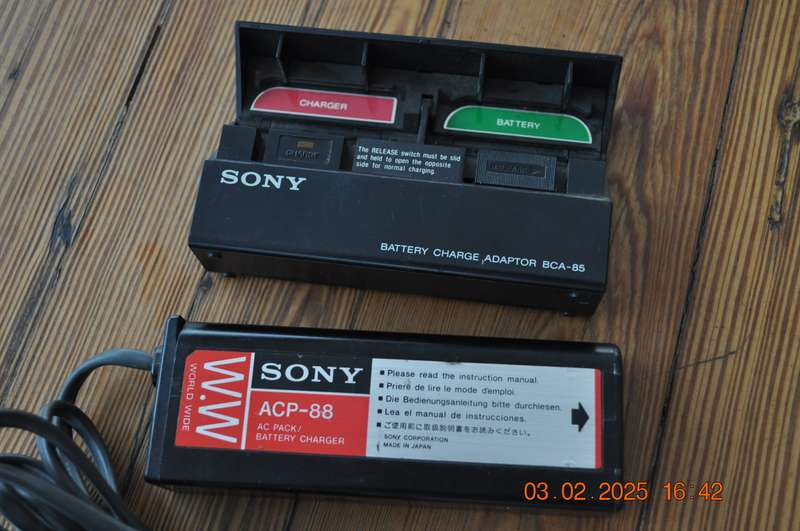 CHARGER
BATTERY
CHARGE
The RELEASE switch must be slid
and held to open the opposite
side for normal charging.
SONY
BATTERY CHARGE ADAPTOR BCA-85
WORLD WIDE
W.W
SONY
ACP-88
AC PACK/
BATTERY CHARGER
■ Please read the instruction manual.
■ Prière de lire le mode d'emploi.
■ Die Bedienungsanleitung bitte durchlesen.
■ Lea el manual de instrucciones.
■ ご使用前に取扱説明書をお読みください。
SONY CORPORATION
MADE IN JAPAN
03.02.2025 16:42